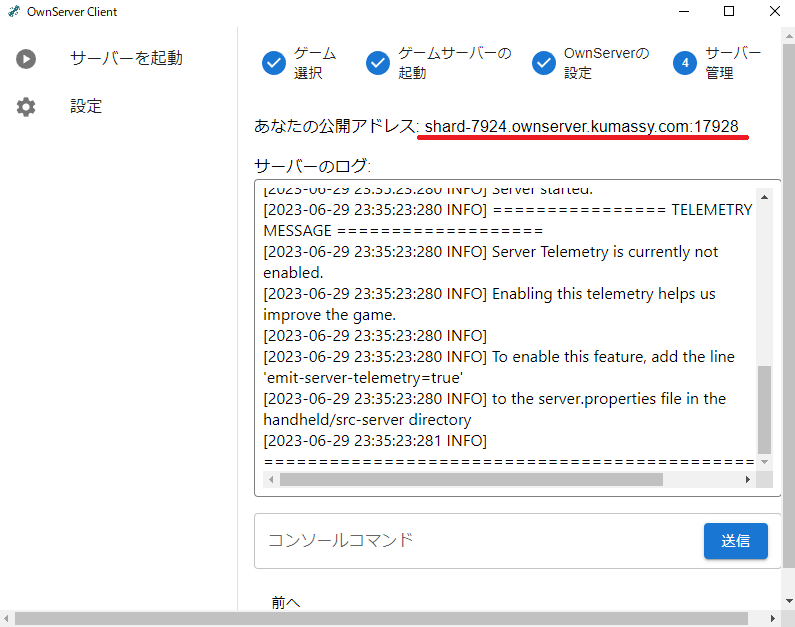 OwnServer Client
サーバーを起動
設定
ゲーム
選択
ゲームサーバーの
起動
OwnServerの
設定
4
サーバー
管理
あなたの公開アドレス: shard-7924.ownserver.kumassy.com:17928
サーバーのログ:
[2023-06-29 23:35:23:280 INFO] Server started.
[2023-06-29 23:35:23:280 INFO] ================ TELEMETRY
MESSAGE ===================
[2023-06-29 23:35:23:280 INFO] Server Telemetry is currently not
enabled.
[2023-06-29 23:35:23:280 INFO] Enabling this telemetry helps us
improve the game.
[2023-06-29 23:35:23:280 INFO]
[2023-06-29 23:35:23:280 INFO] To enable this feature, add the line
'emit-server-telemetry=true'
[2023-06-29 23:35:23:280 INFO] to the server.properties file in the
handheld/src-server directory
[2023-06-29 23:35:23:281 INFO]
=============================================
コンソールコマンド
送信
前へ